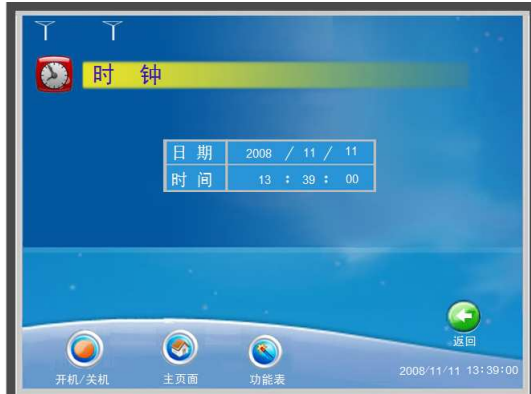 时 钟
日 期 2008 / 11 / 11
时 间 13 : 39 : 00
返回
开机/关机 主页面 功能表 2008/11/11 13:39:00